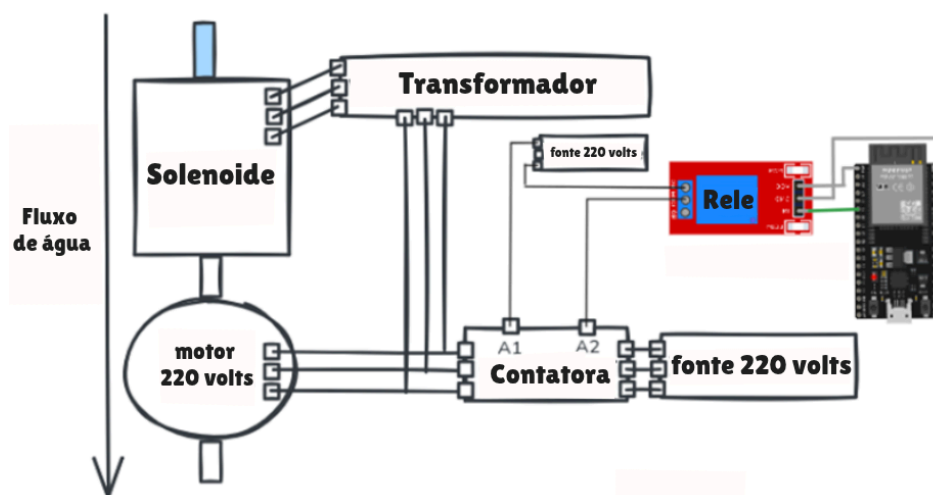 Transformador
fonte 220 volts
Solenoide
Rele
Fluxo
de água
A1
A2
motor
220 volts
Contatora
fonte 220 volts